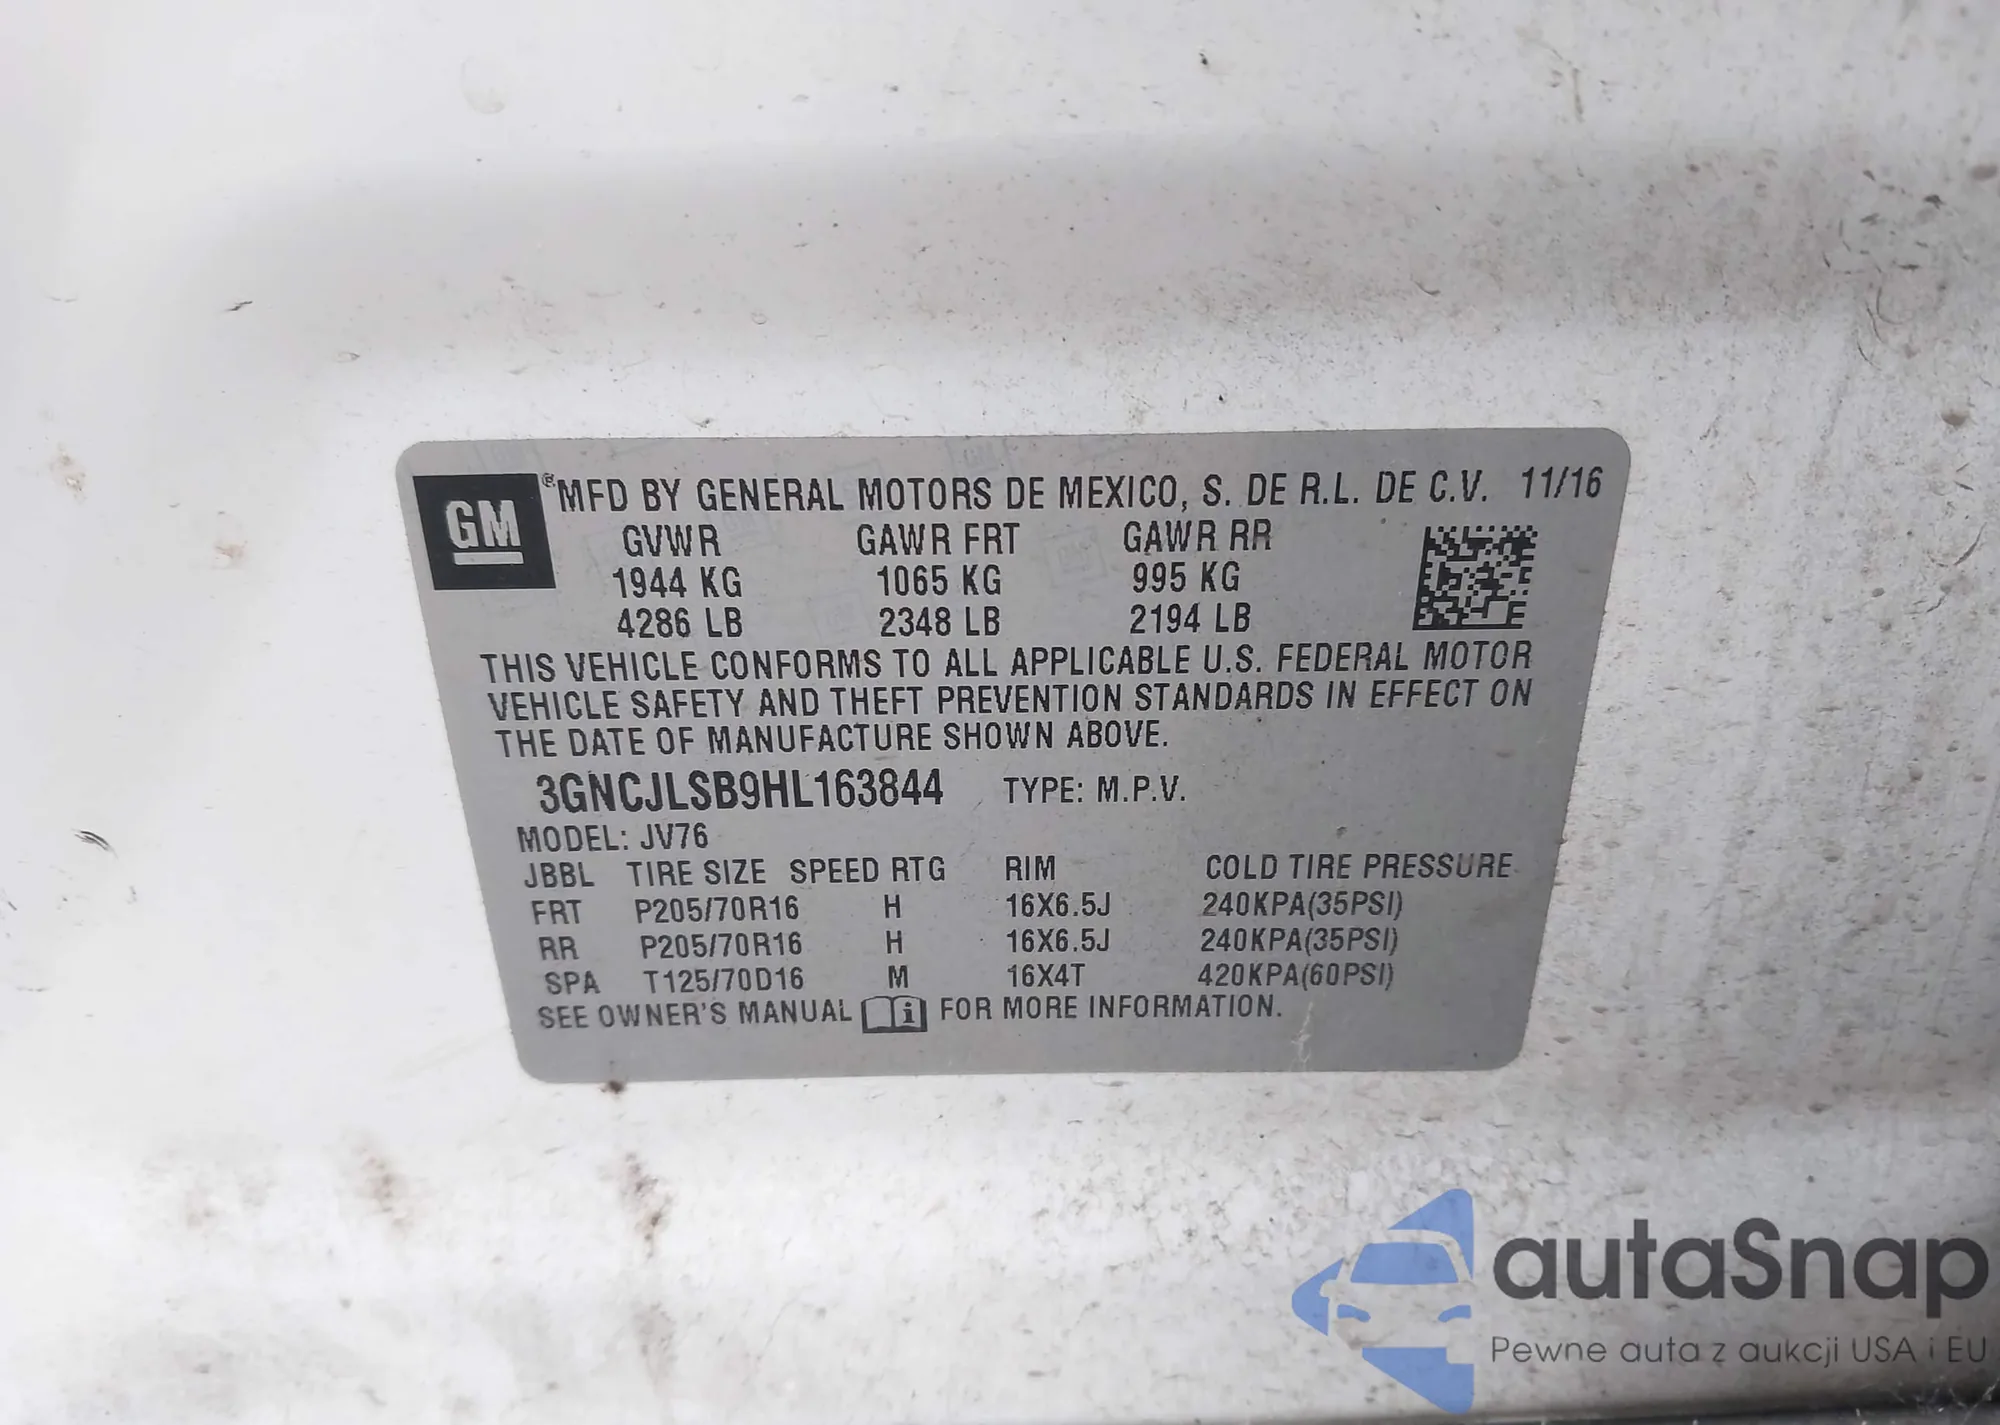 GM ® MFD BY GENERAL MOTORS DE MEXICO, S. DE R.L. DE C.V. 11/16
GVWR GAWR FRT GAWR RR
1944 KG 1065 KG 995 KG
4286 LB 2348 LB 2194 LB
THIS VEHICLE CONFORMS TO ALL APPLICABLE U.S. FEDERAL MOTOR
VEHICLE SAFETY AND THEFT PREVENTION STANDARDS IN EFFECT ON
THE DATE OF MANUFACTURE SHOWN ABOVE.
3GNCJLSB9HL163844 TYPE: M.P.V.
MODEL: JV76
JBBL TIRE SIZE SPEED RTG RIM COLD TIRE PRESSURE
FRT P205/70R16 H 16X6.5J 240KPA(35PSI)
RR P205/70R16 H 16X6.5J 240KPA(35PSI)
SPA T125/70D16 M 16X4T 420KPA(60PSI)
SEE OWNER'S MANUAL i FOR MORE INFORMATION.
autaSnap
Pewne auta z aukcji USA i EU